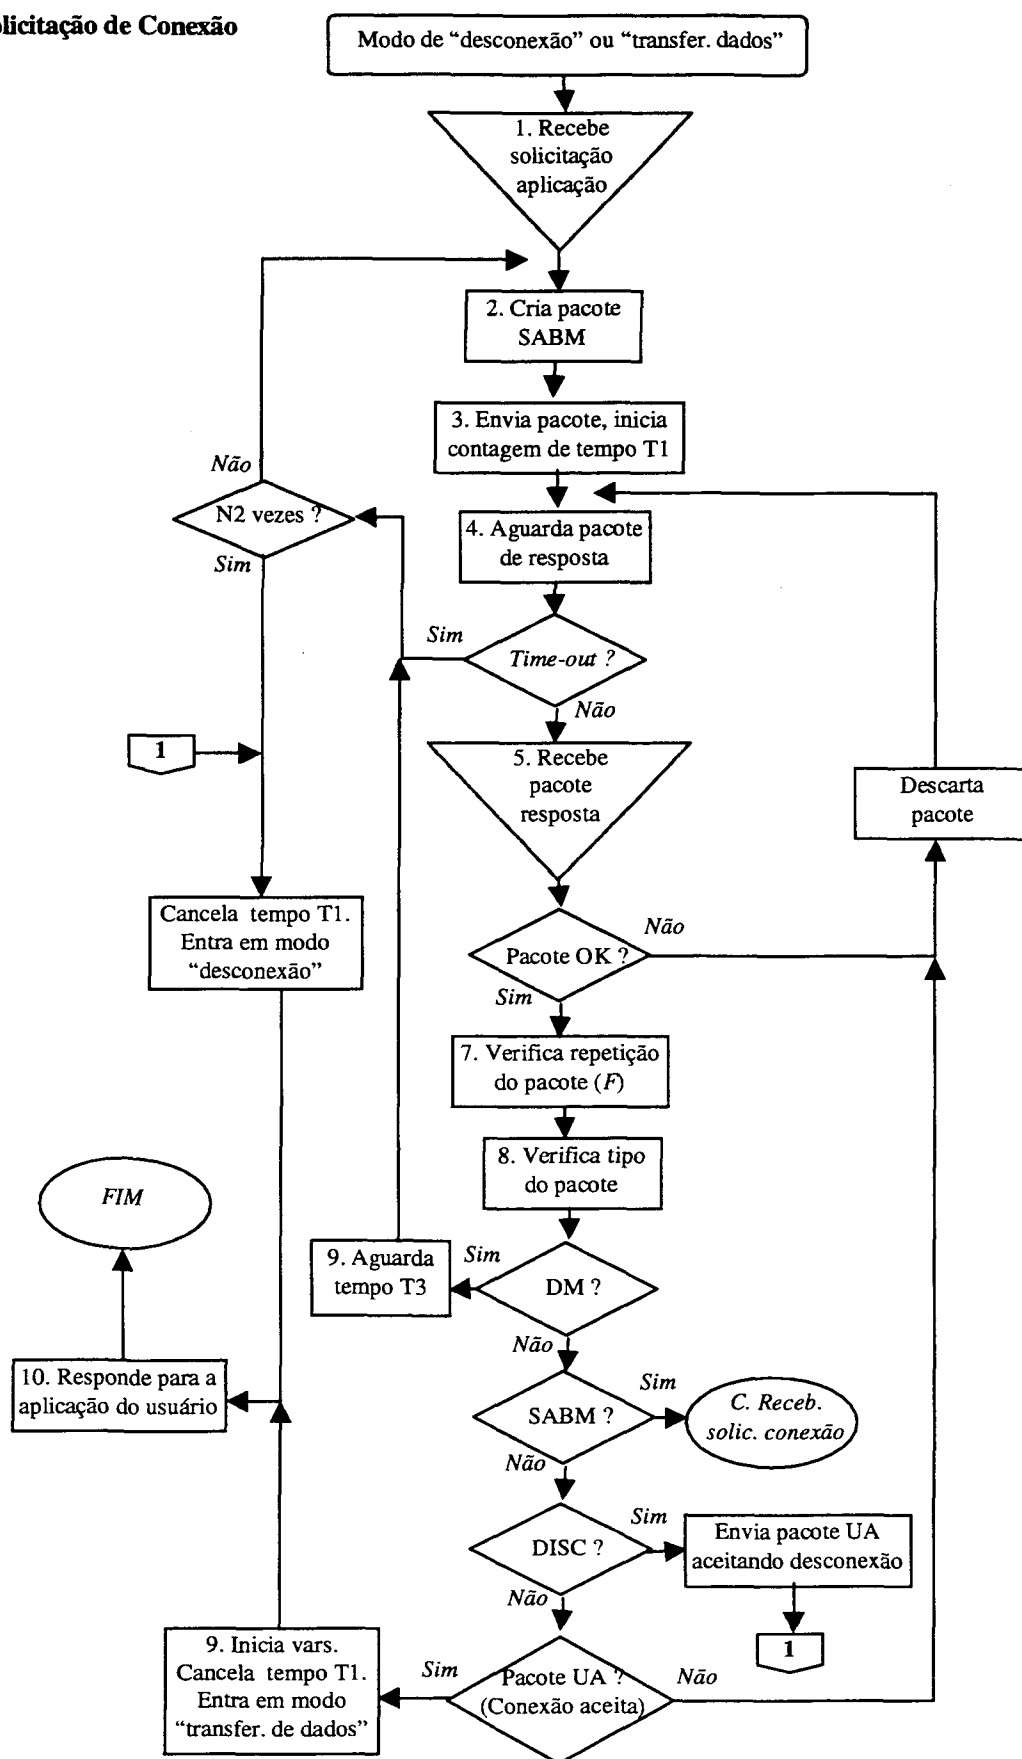 olicitação de Conexão
Modo de “desconexão” ou “transfer. dados”
1. Recebe
solicitação
aplicação
2. Cria pacote
SABM
3. Envia pacote, inicia
contagem de tempo T1
Não
N2 vezes ?
Sim
4. Aguarda pacote
de resposta
Sim
Time-out ?
Não
1
5. Recebe
pacote
resposta
Descarta
pacote
Cancela tempo T1.
Entra em modo
“desconexão”
Não
Pacote OK ?
Sim
7. Verifica repetição
do pacote (F)
8. Verifica tipo
do pacote
FIM
9. Aguarda
tempo T3
Sim
DM ?
Não
10. Responde para a
aplicação do usuário
SABM ?
Sim
C. Receb.
solic. conexão
Não
DISC ?
Sim
Envia pacote UA
aceitando desconexão
Não
1
9. Inicia vars.
Cancela tempo T1.
Entra em modo
“transfer. de dados”
Sim
Pacote UA ?
(Conexão aceita)
Não